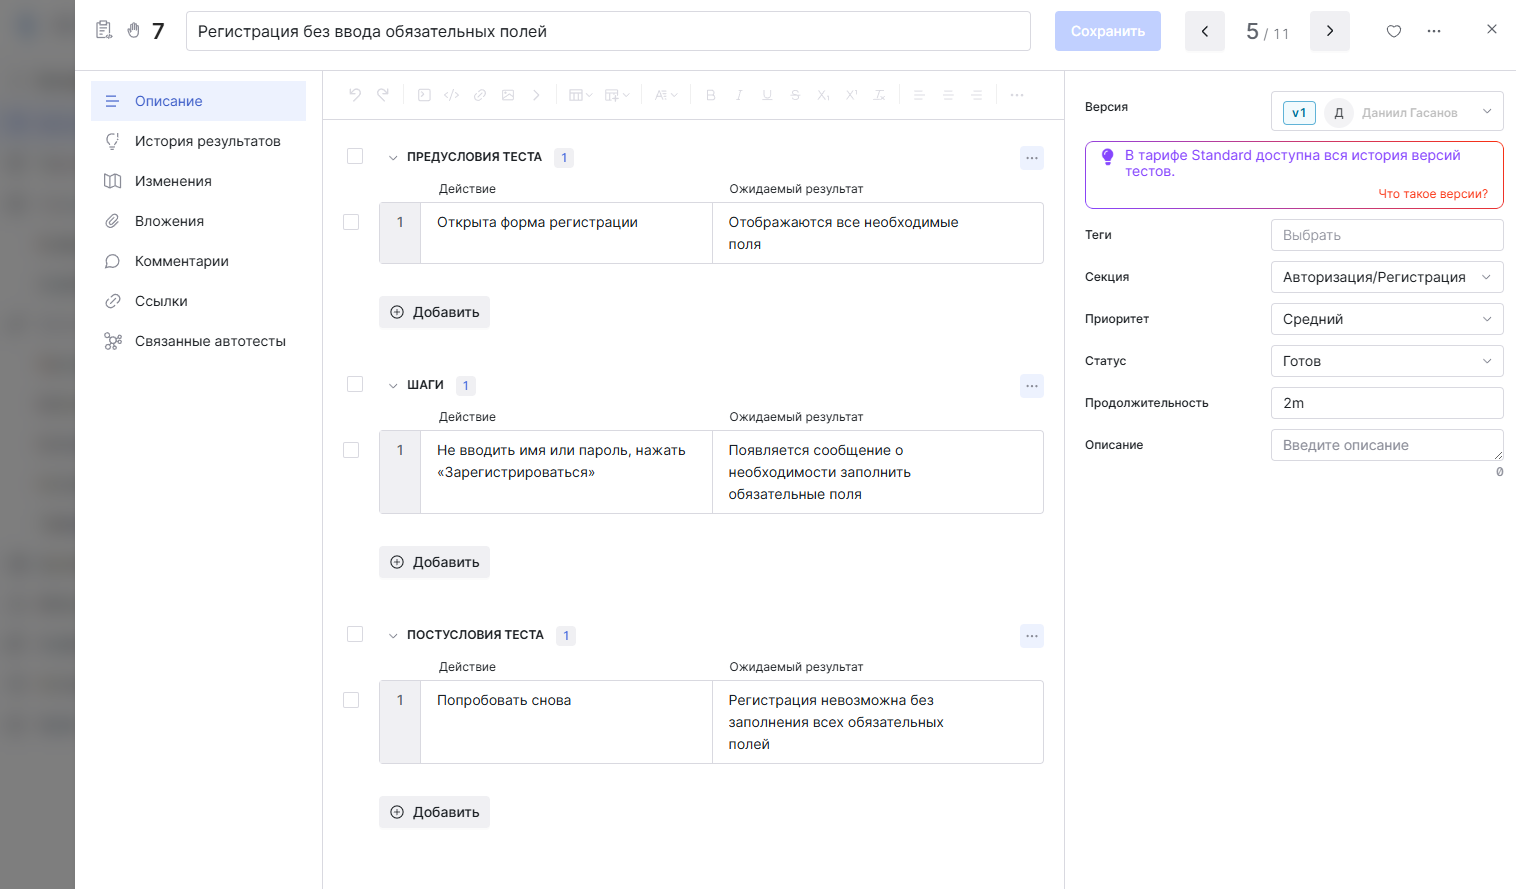 7
Регистрация без ввода обязательных полей
Сохранить
5 / 11
Описание
История результатов
Изменения
Вложения
Комментарии
Ссылки
Связанные автотесты
ПРЕДУСЛОВИЯ ТЕСТА 1
Действие
Ожидаемый результат
1
Открыта форма регистрации
Отображаются все необходимые
поля
Добавить
ШАГИ 1
Действие
Ожидаемый результат
1
Не вводить имя или пароль, нажать
«Зарегистрироваться»
Появляется сообщение о
необходимости заполнить
обязательные поля
Добавить
ПОСТУСЛОВИЯ ТЕСТА 1
Действие
Ожидаемый результат
1
Попробовать снова
Регистрация невозможна без
заполнения всех обязательных
полей
Добавить
Версия
v1 Д Даниил Гасанов
В тарифе Standard доступна вся история версий
тестов.
Что такое версии?
Теги
Выбрать
Секция
Авторизация/Регистрация
Приоритет
Средний
Статус
Готов
Продолжительность
2m
Описание
Введите описание
0